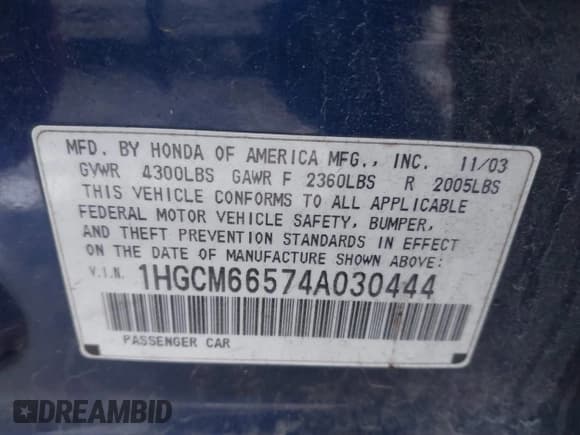 MFD. BY HONDA OF AMERICA MFG., INC. 11/03
GVWR 4300LBS GAWR F 2360LBS R 2005LBS
THIS VEHICLE CONFORMS TO ALL APPLICABLE
FEDERAL MOTOR VEHICLE SAFETY, BUMPER,
AND THEFT PREVENTION STANDARDS IN EFFECT
ON THE DATE OF MANUFACTURE SHOWN ABOVE:
V.I.N. 1HGCM66574A030444
PASSENGER CAR
DREAMBID